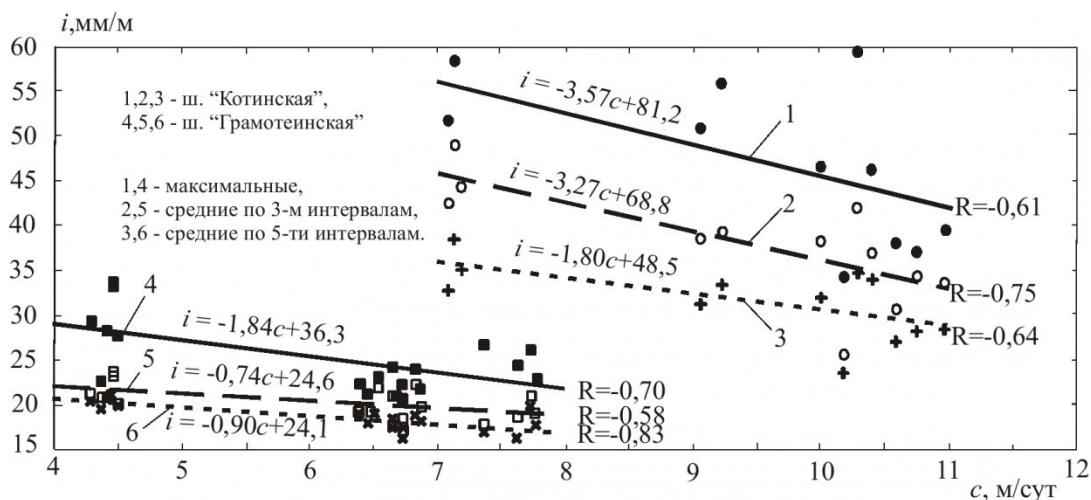 i,мм/м
60
55
50
45
40
35
30
25
20
15
1,2,3 - ш. “Котинская”,
4,5,6 - ш. “Грамотеинская”
1,4 - максимальные,
2,5 - средние по 3-м интервалам,
3,6 - средние по 5-ти интервалам.
i = -3,57c+81,2
1
R=-0,61
i = -3,27c+68,8
2
R=-0,75
i = -1,80c+48,5
3
R=-0,64
4
i = -1,84c+36,3
R=-0,70
5
i = -0,74c+24,6
R=-0,58
6
i = -0,90c+24,1
R=-0,83
4
5
6
7
8
9
10
11
12
c, м/сут